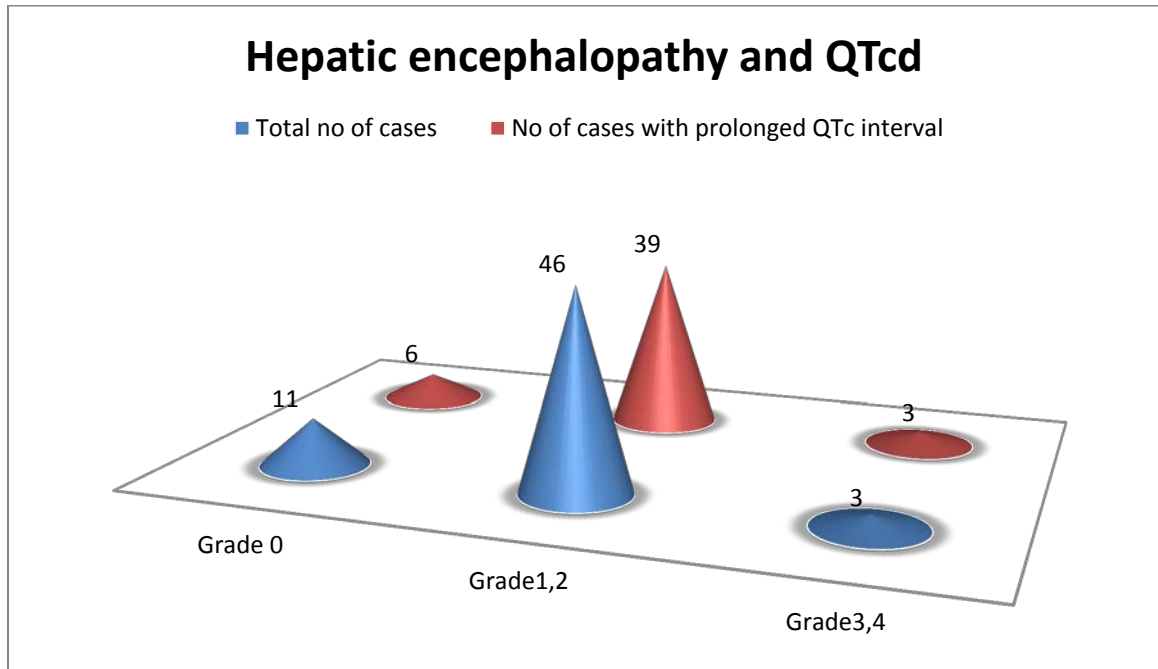 Hepatic encephalopathy and QTcd
Total no of cases No of cases with prolonged QTc interval
46 39
11 6
3
3
Grade 0
Grade1,2
Grade3,4